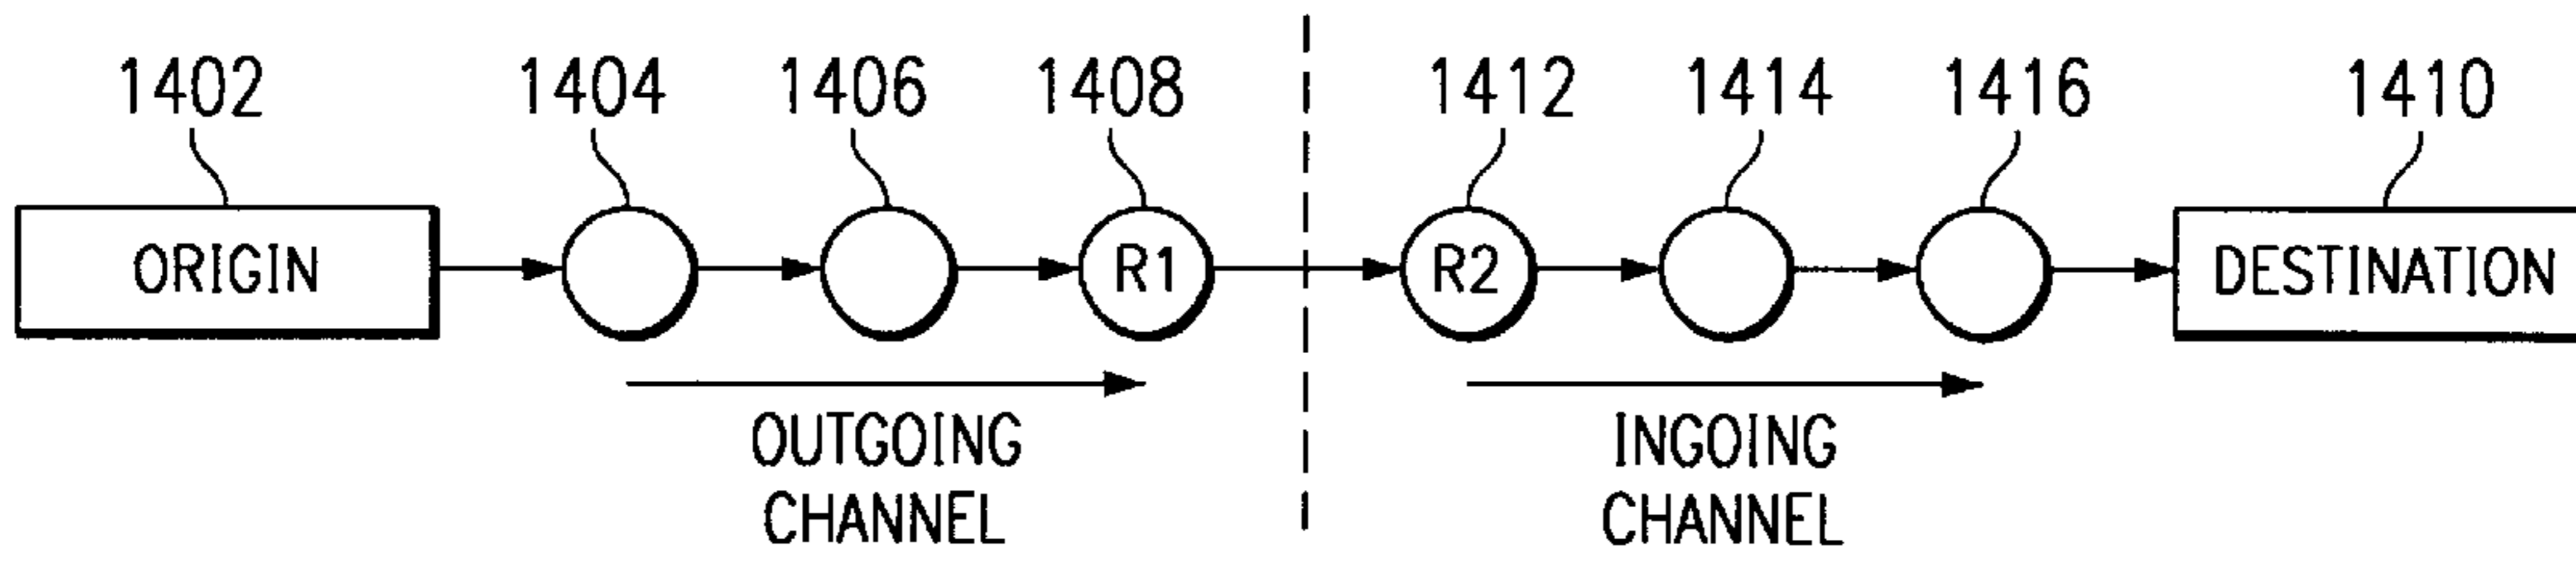 1402 1404 1406 1408 1412 1414 1416 1410
ORIGIN R1 R2 DESTINATION
OUTGOING INGOING
CHANNEL CHANNEL